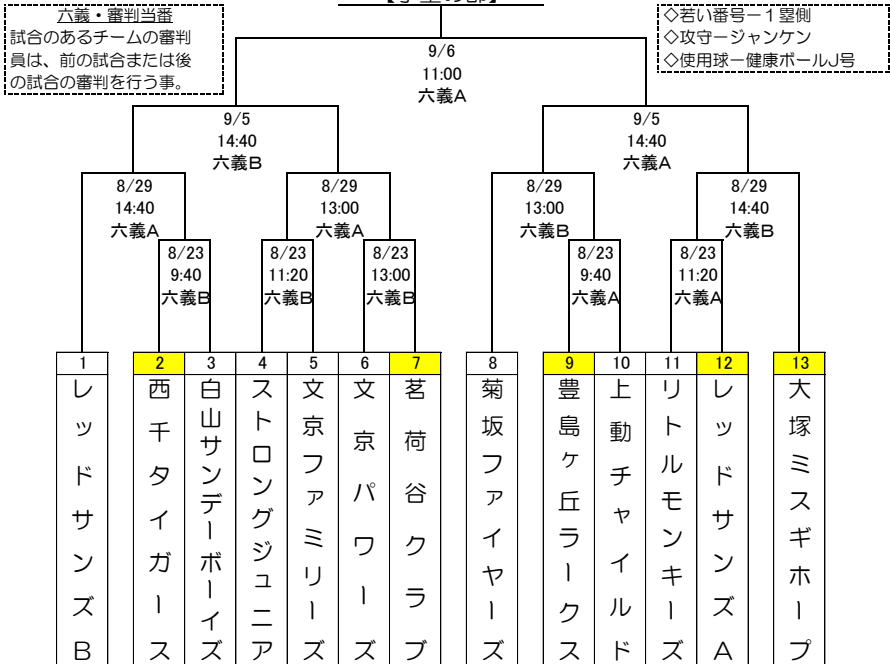 【学童の部】
六義・審判当番
試合のあるチームの審判
員は、前の試合または後
の試合の審判を行う事。
◇若い番号－１塁側
◇攻守－ジャンケン
◇使用球－健康ボールJ号
9/6
11:00
六義A
9/5
14:40
六義B
9/5
14:40
六義A
8/29
14:40
六義A
8/29
13:00
六義A
8/29
13:00
六義B
8/29
14:40
六義B
8/23
9:40
六義B
8/23
11:20
六義B
8/23
13:00
六義B
8/23
9:40
六義A
8/23
11:20
六義A
1
レッドサンズB
2
西千タイガース
3
白山サンデーボーイズ
4
ストロングジュニア
5
文京ファミリーズ
6
文京パワーズ
7
茗荷谷クラブ
8
菊坂ファイヤーズ
9
豊島ヶ丘ラークス
10
上動チャイルド
11
リトルモンキーズ
12
レッドサンズA
13
大塚ミスギホープ